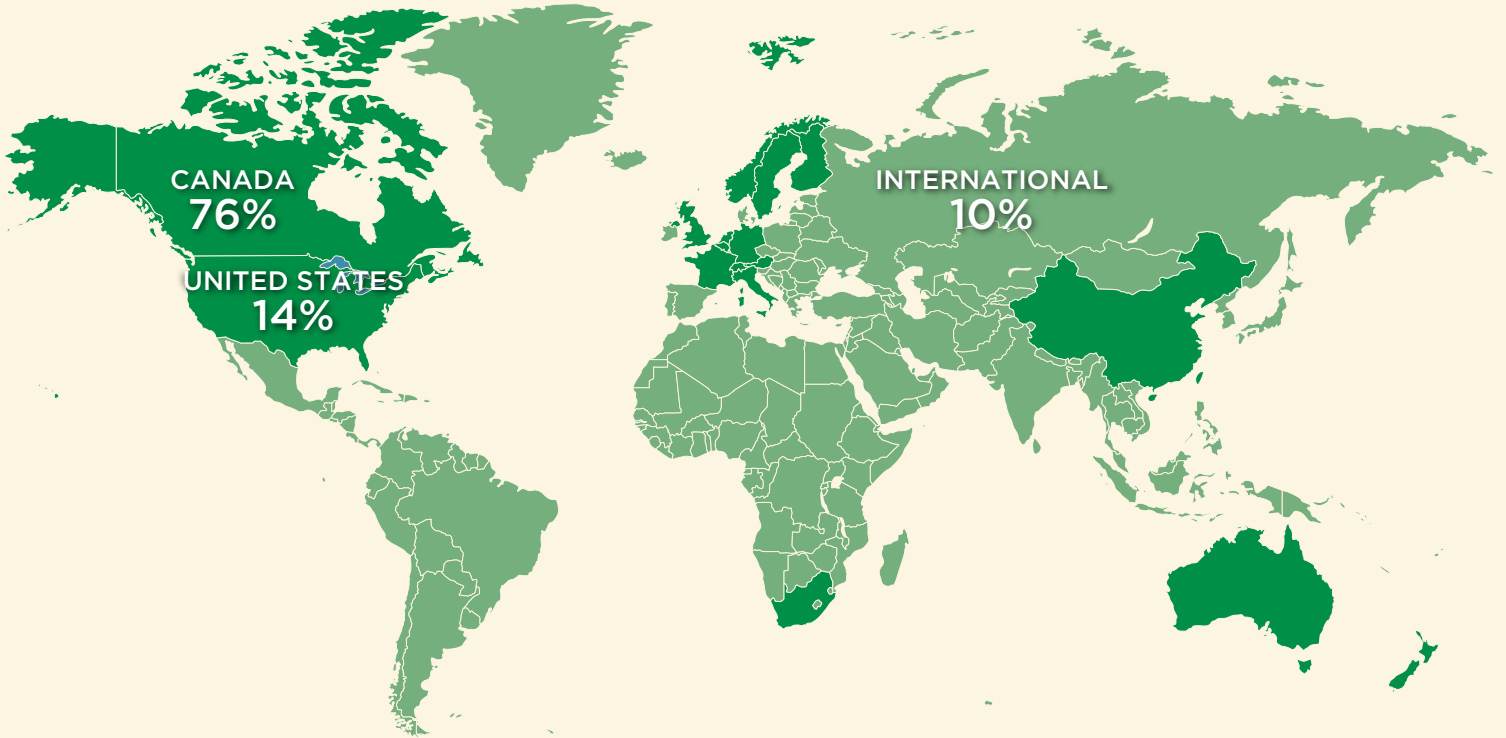 CANADA
76%
UNITED STATES
14%
INTERNATIONAL
10%